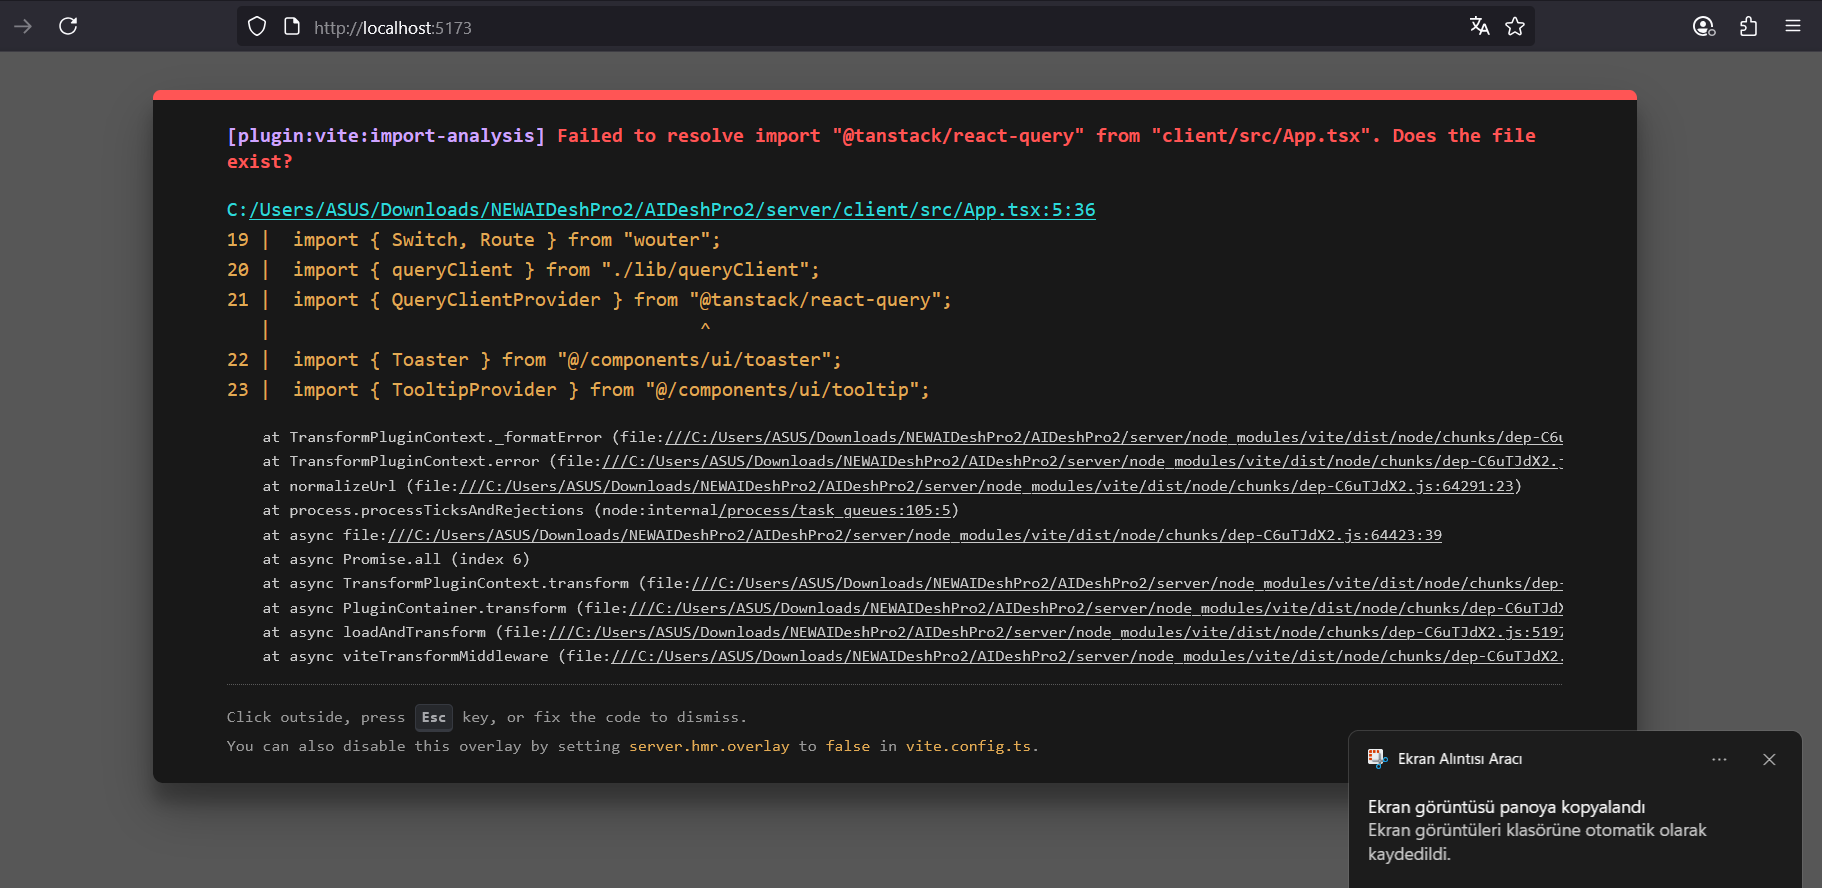 http://localhost:5173
[plugin:vite:import-analysis] Failed to resolve import "@tanstack/react-query" from "client/src/App.tsx". Does the file
exist?
C:/Users/ASUS/Downloads/NEWAIDeshPro2/AIDeshPro2/server/client/src/App.tsx:5:36
19 |  import { Switch, Route } from "wouter";
20 |  import { queryClient } from "./lib/queryClient";
21 |  import { QueryClientProvider } from "@tanstack/react-query";
   |                                       ^
22 |  import { Toaster } from "@/components/ui/toaster";
23 |  import { TooltipProvider } from "@/components/ui/tooltip";
at TransformPluginContext._formatError (file:///C:/Users/ASUS/Downloads/NEWAIDeshPro2/AIDeshPro2/server/node_modules/vite/dist/node/chunks/dep-C6u
at TransformPluginContext.error (file:///C:/Users/ASUS/Downloads/NEWAIDeshPro2/AIDeshPro2/server/node_modules/vite/dist/node/chunks/dep-C6uTJdX2.j
at normalizeUrl (file:///C:/Users/ASUS/Downloads/NEWAIDeshPro2/AIDeshPro2/server/node_modules/vite/dist/node/chunks/dep-C6uTJdX2.js:64291:23)
at process.processTicksAndRejections (node:internal/process/task_queues:105:5)
at async file:///C:/Users/ASUS/Downloads/NEWAIDeshPro2/AIDeshPro2/server/node_modules/vite/dist/node/chunks/dep-C6uTJdX2.js:64423:39
at async Promise.all (index 6)
at async TransformPluginContext.transform (file:///C:/Users/ASUS/Downloads/NEWAIDeshPro2/AIDeshPro2/server/node_modules/vite/dist/node/chunks/dep-
at async PluginContainer.transform (file:///C:/Users/ASUS/Downloads/NEWAIDeshPro2/AIDeshPro2/server/node_modules/vite/dist/node/chunks/dep-C6uTJdX
at async loadAndTransform (file:///C:/Users/ASUS/Downloads/NEWAIDeshPro2/AIDeshPro2/server/node_modules/vite/dist/node/chunks/dep-C6uTJdX2.js:5197
at async viteTransformMiddleware (file:///C:/Users/ASUS/Downloads/NEWAIDeshPro2/AIDeshPro2/server/node_modules/vite/dist/node/chunks/dep-C6uTJdX2.
Click outside, press Esc key, or fix the code to dismiss.
You can also disable this overlay by setting server.hmr.overlay to false in vite.config.ts.
Ekran Alıntısı Aracı
Ekran görüntüsü panoya kopyalandı
Ekran görüntüleri klasörüne otomatik olarak
kaydedildi.